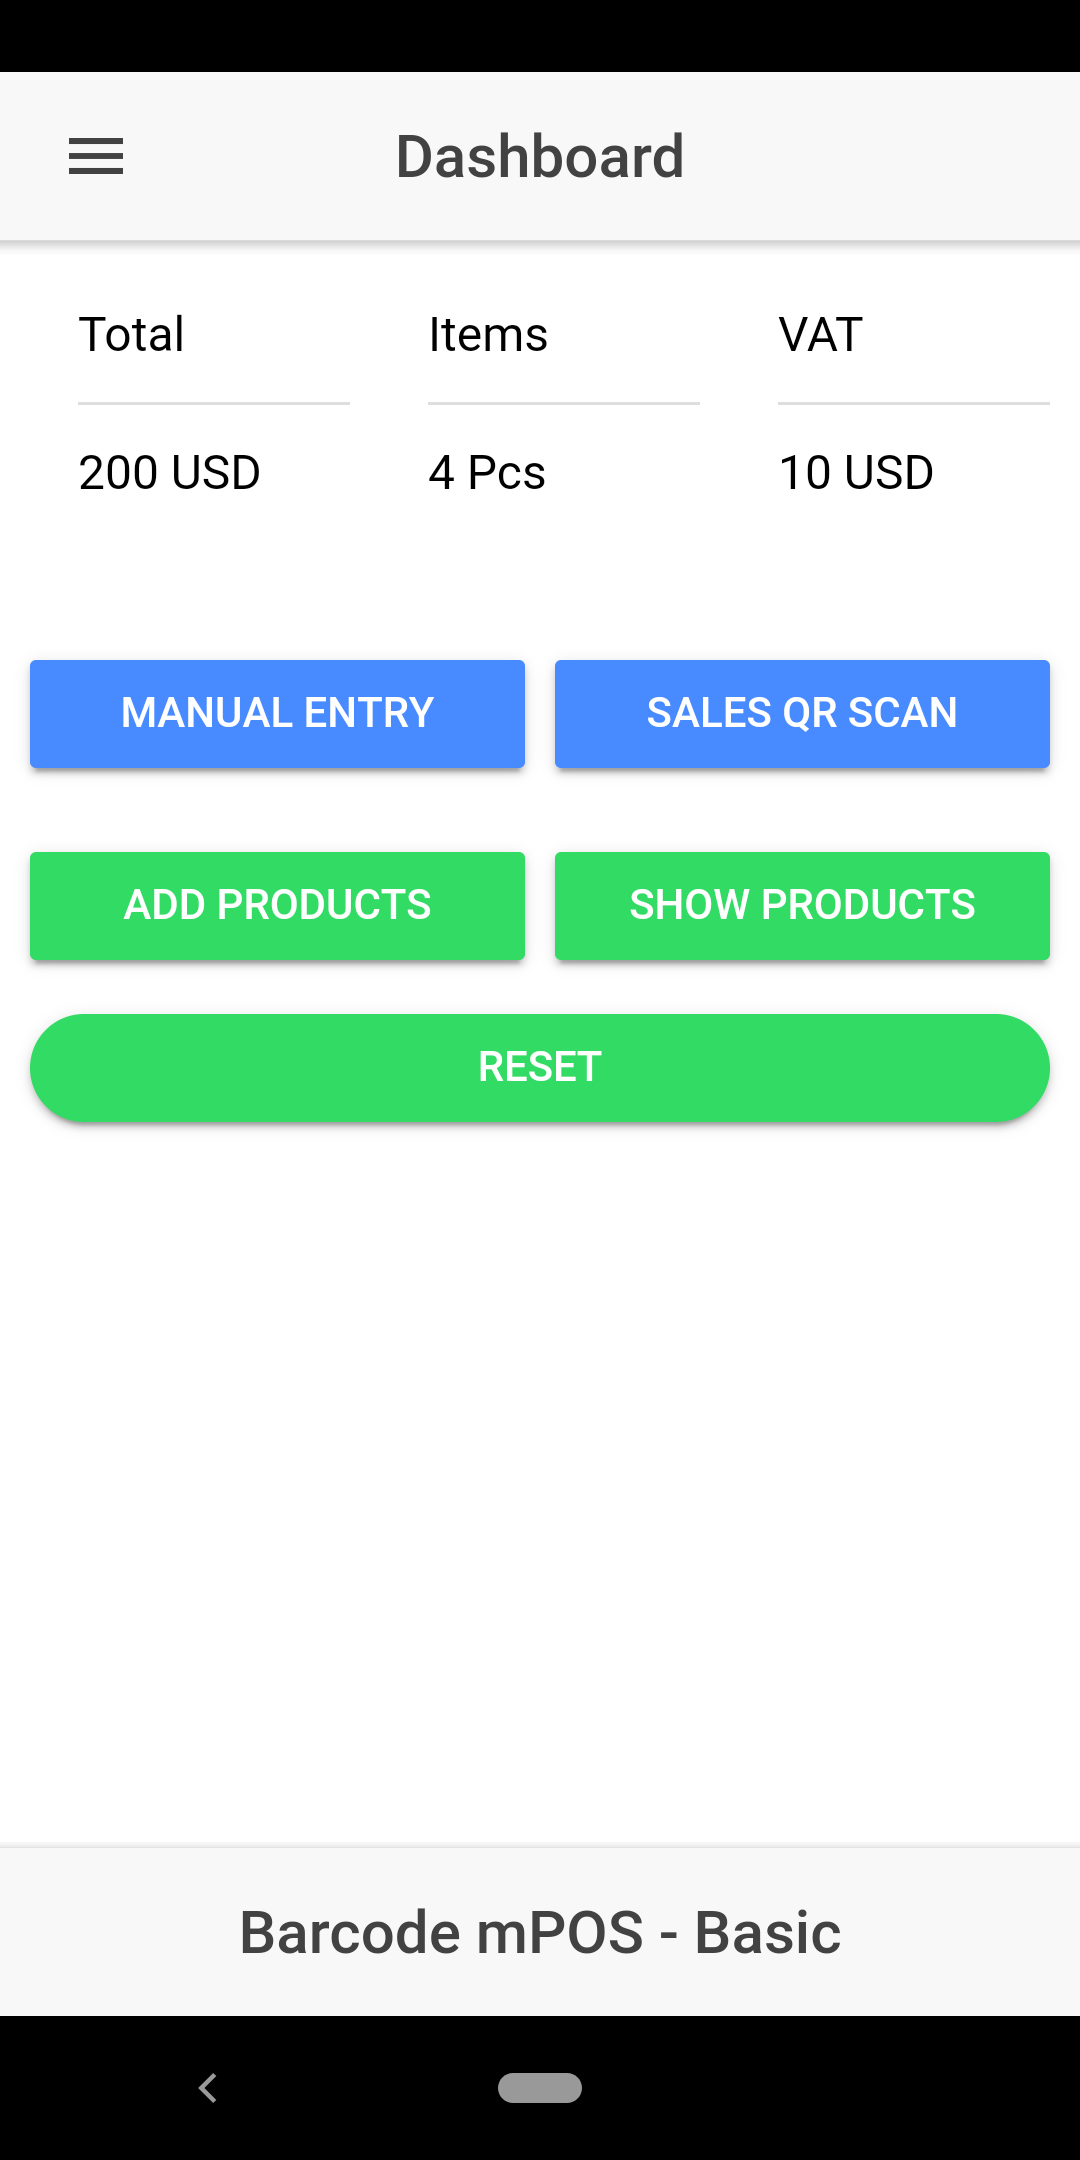 Dashboard
Total Items VAT
200 USD 4 Pcs 10 USD
MANUAL ENTRY SALES QR SCAN
ADD PRODUCTS SHOW PRODUCTS
RESET
Barcode mPOS - Basic